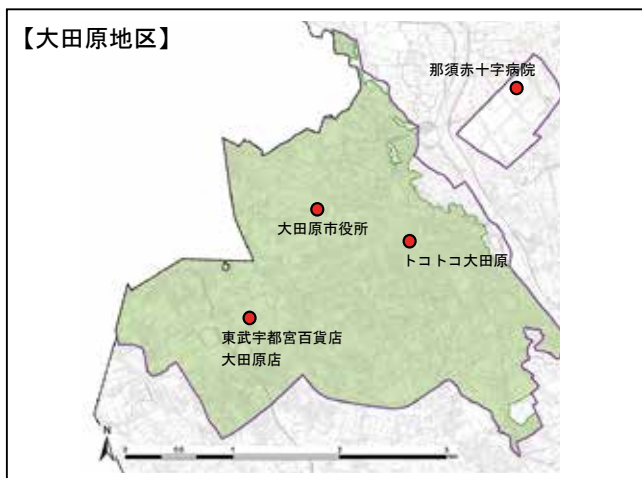 【大田原地区】
那須赤十字病院
大田原市役所
トコトコ大田原
東武宇都宮百貨店
大田原店
N